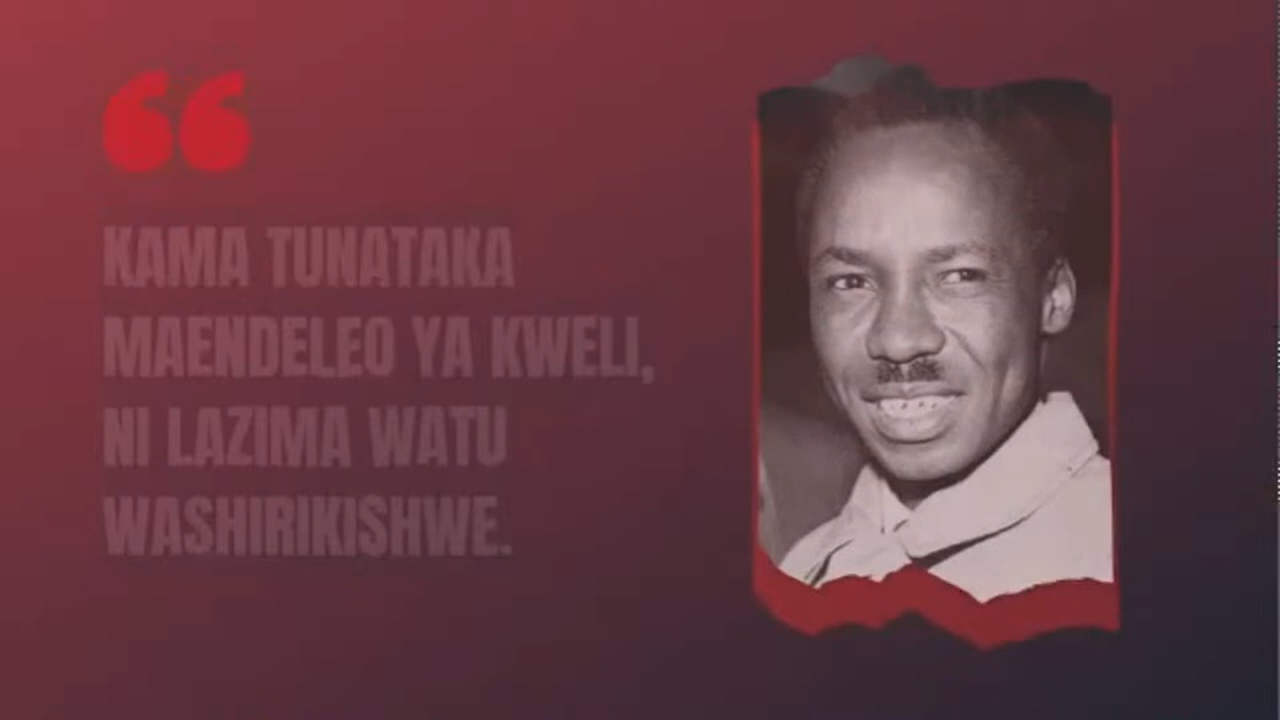 KAMA TUNATAKA
MAENDELEO YA KWELI,
NI LAZIMA WATU
WASHIRIKISHWE.